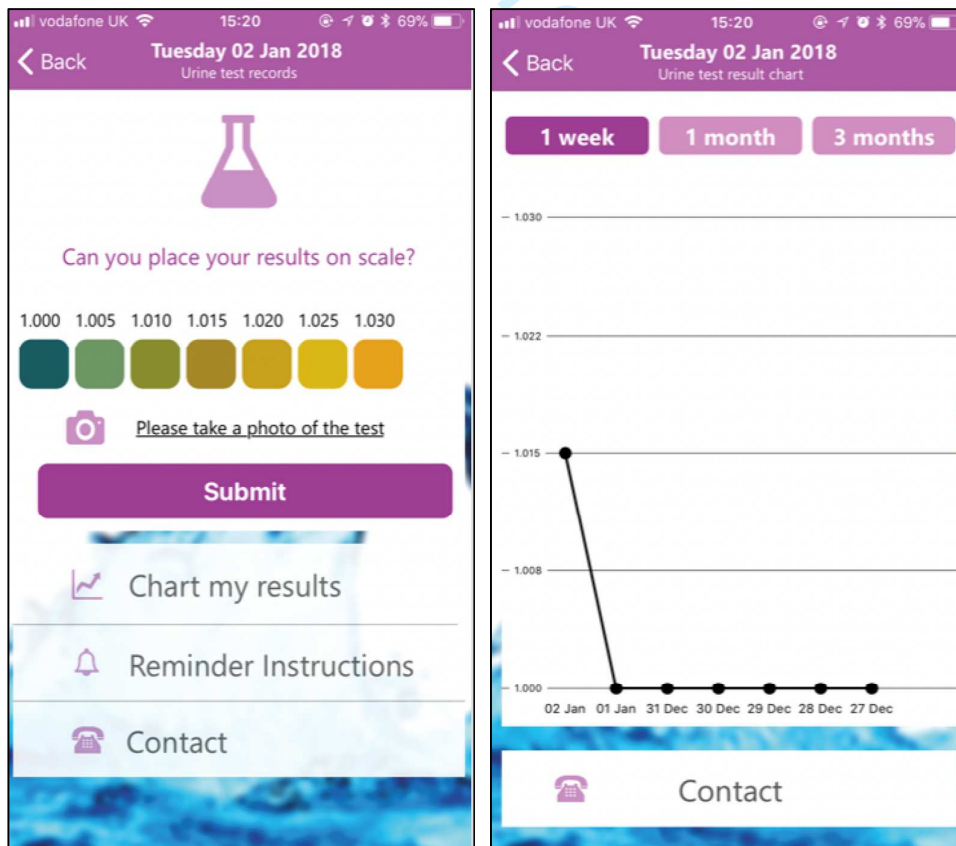 vodafone UK 15:20 69%
Back Tuesday 02 Jan 2018
Urine test records
Can you place your results on scale?
1.000 1.005 1.010 1.015 1.020 1.025 1.030
Please take a photo of the test
Submit
Chart my results
Reminder Instructions
Contact
vodafone UK 15:20 69%
Back Tuesday 02 Jan 2018
Urine test result chart
1 week 1 month 3 months
1.030
1.022
1.015
1.008
1.000
02 Jan 01 Jan 31 Dec 30 Dec 29 Dec 28 Dec 27 Dec
Contact